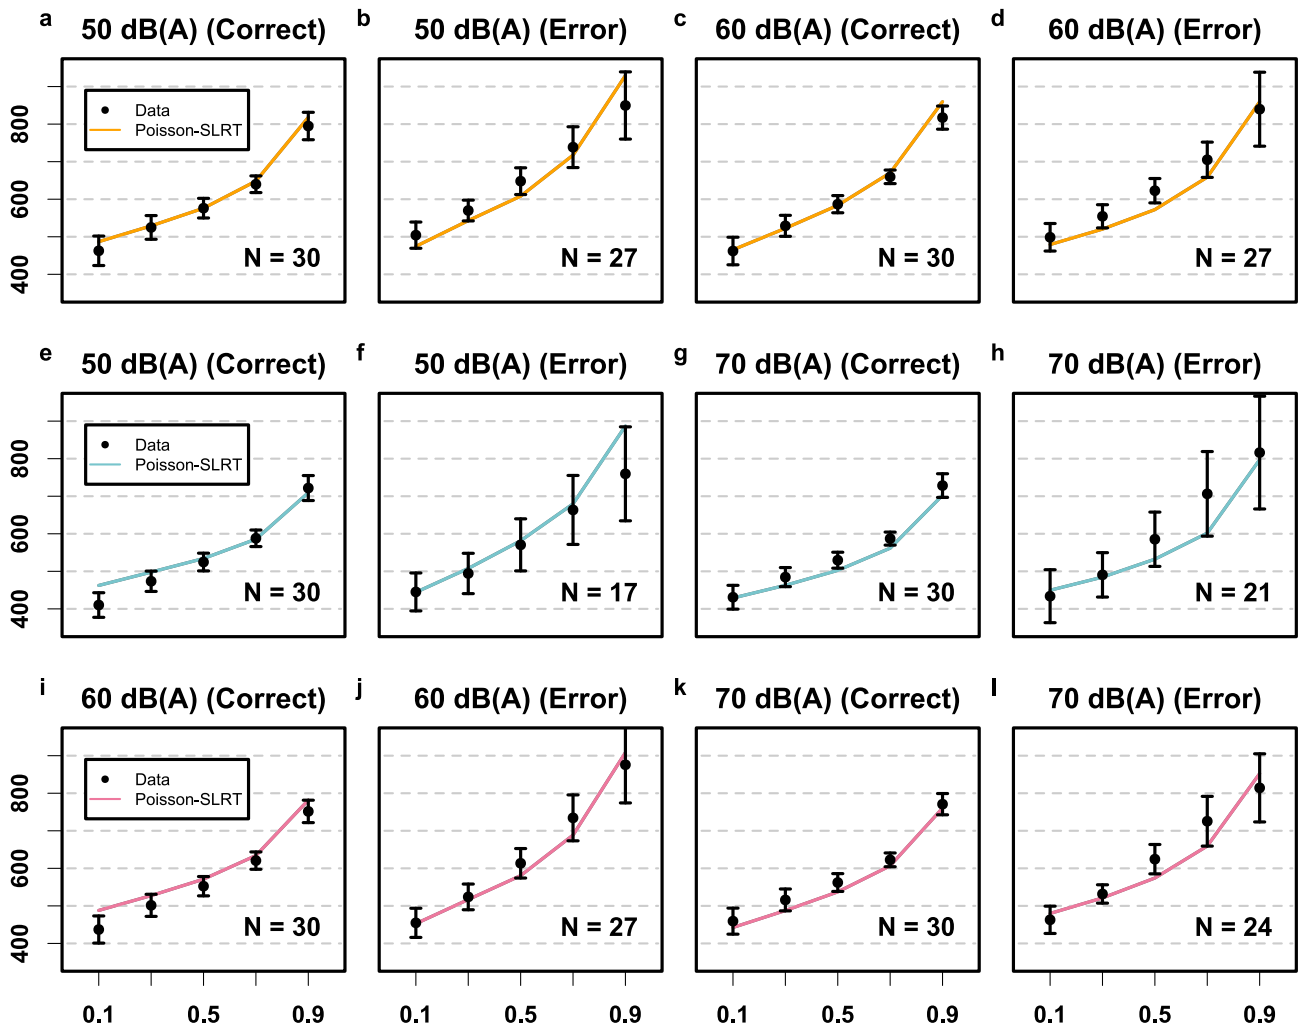 a 50 dB(A) (Correct)
b 50 dB(A) (Error)
c 60 dB(A) (Correct)
d 60 dB(A) (Error)
800
600
400
Data
Poisson-SLRT
N = 30
N = 27
N = 30
N = 27
e 50 dB(A) (Correct)
f 50 dB(A) (Error)
g 70 dB(A) (Correct)
h 70 dB(A) (Error)
800
600
400
Data
Poisson-SLRT
N = 30
N = 17
N = 30
N = 21
i 60 dB(A) (Correct)
j 60 dB(A) (Error)
k 70 dB(A) (Correct)
l 70 dB(A) (Error)
800
600
400
Data
Poisson-SLRT
N = 30
N = 27
N = 30
N = 24
0.1 0.5 0.9
0.1 0.5 0.9
0.1 0.5 0.9
0.1 0.5 0.9